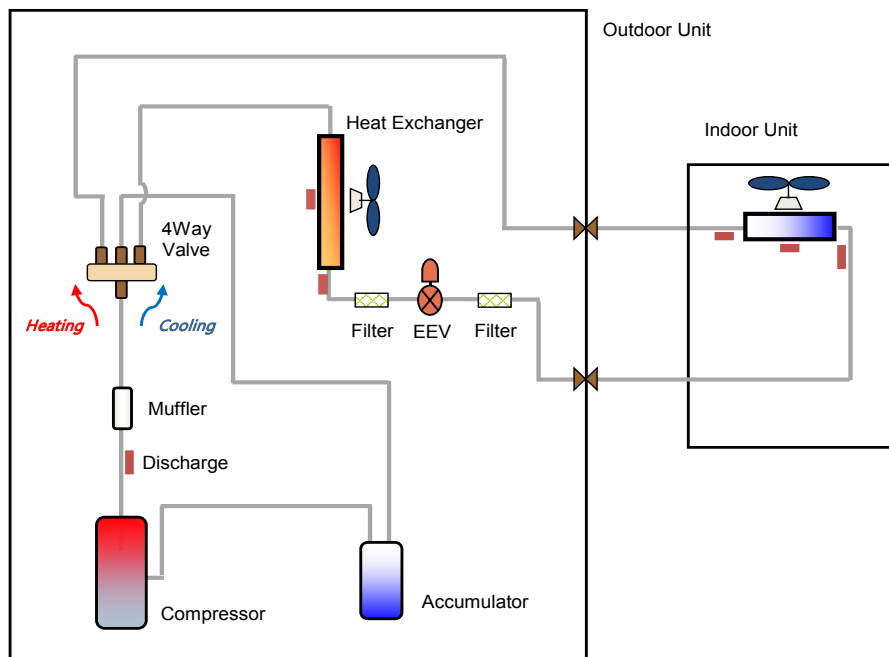 Outdoor Unit
Heat Exchanger
Indoor Unit
4Way
Valve
Heating
Cooling
Filter
EEV
Filter
Muffler
Discharge
Compressor
Accumulator